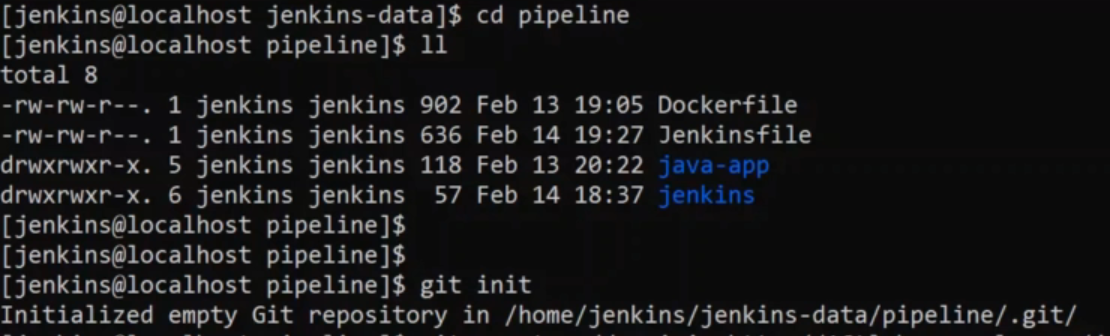 [jenkins@localhost jenkins-data]$ cd pipeline
[jenkins@localhost pipeline]$ ll
total 8
-rw-rw-r--. 1 jenkins jenkins 902 Feb 13 19:05 Dockerfile
-rw-rw-r--. 1 jenkins jenkins 636 Feb 14 19:27 Jenkinsfile
drwxrwxr-x. 5 jenkins jenkins 118 Feb 13 20:22 java-app
drwxrwxr-x. 6 jenkins jenkins  57 Feb 14 18:37 jenkins
[jenkins@localhost pipeline]$
[jenkins@localhost pipeline]$
[jenkins@localhost pipeline]$ git init
Initialized empty Git repository in /home/jenkins/jenkins-data/pipeline/.git/